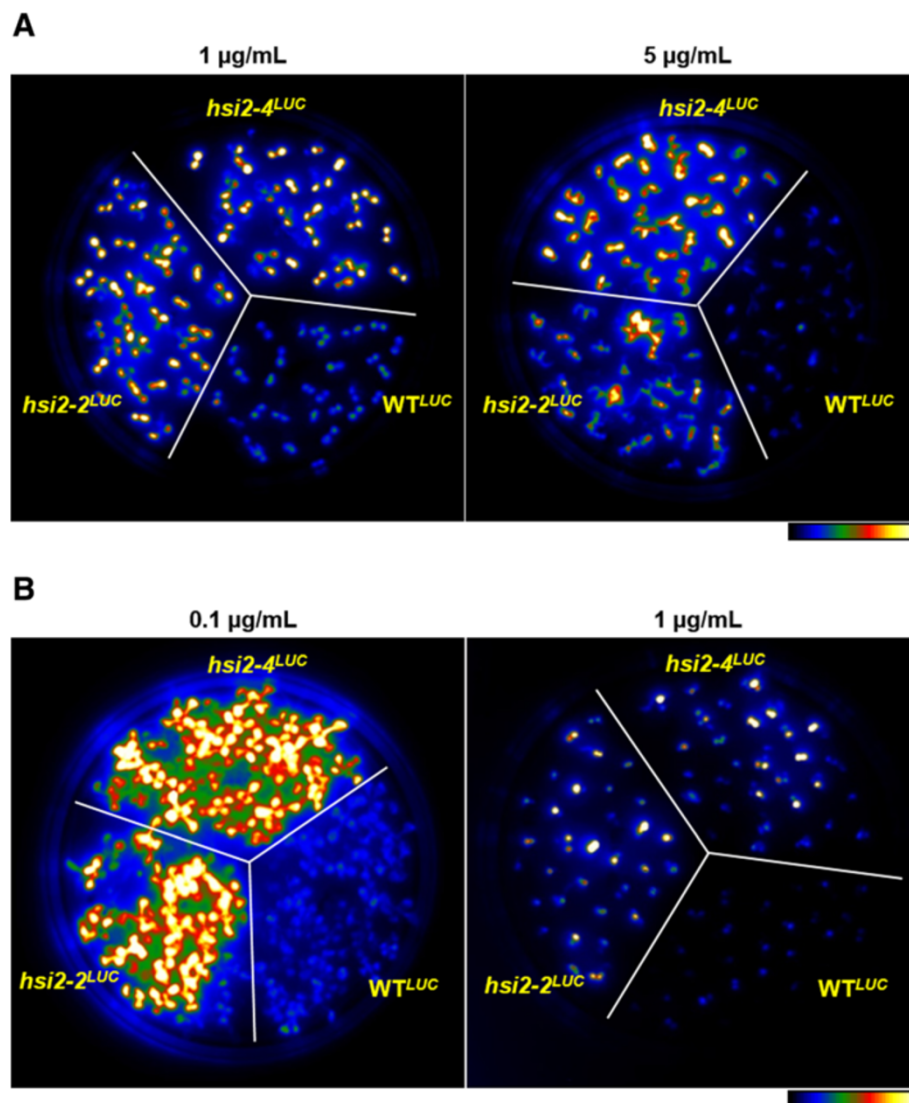 A
1 µg/mL
5 µg/mL
hsi2-4LUC
hsi2-4LUC
hsi2-2LUC
WTLUC
hsi2-2LUC
WTLUC
B
0.1 µg/mL
1 µg/mL
hsi2-4LUC
hsi2-4LUC
hsi2-2LUC
WTLUC
hsi2-2LUC
WTLUC